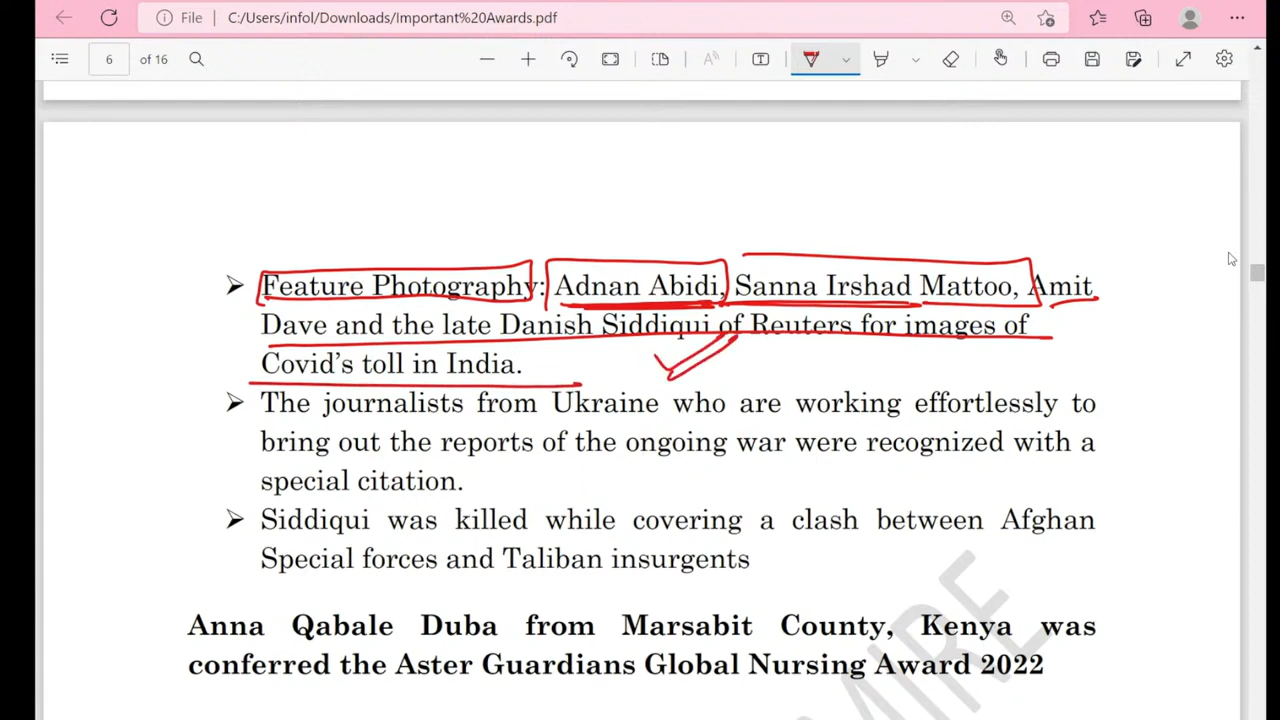 File C:/Users/infol/Downloads/Important%20Awards.pdf
6 of 16
➢ Feature Photography: Adnan Abidi, Sanna Irshad Mattoo, Amit
Dave and the late Danish Siddiqui of Reuters for images of
Covid's toll in India.
➢ The journalists from Ukraine who are working effortlessly to
bring out the reports of the ongoing war were recognized with a
special citation.
➢ Siddiqui was killed while covering a clash between Afghan
Special forces and Taliban insurgents
Anna Qabale Duba from Marsabit County, Kenya was
conferred the Aster Guardians Global Nursing Award 2022